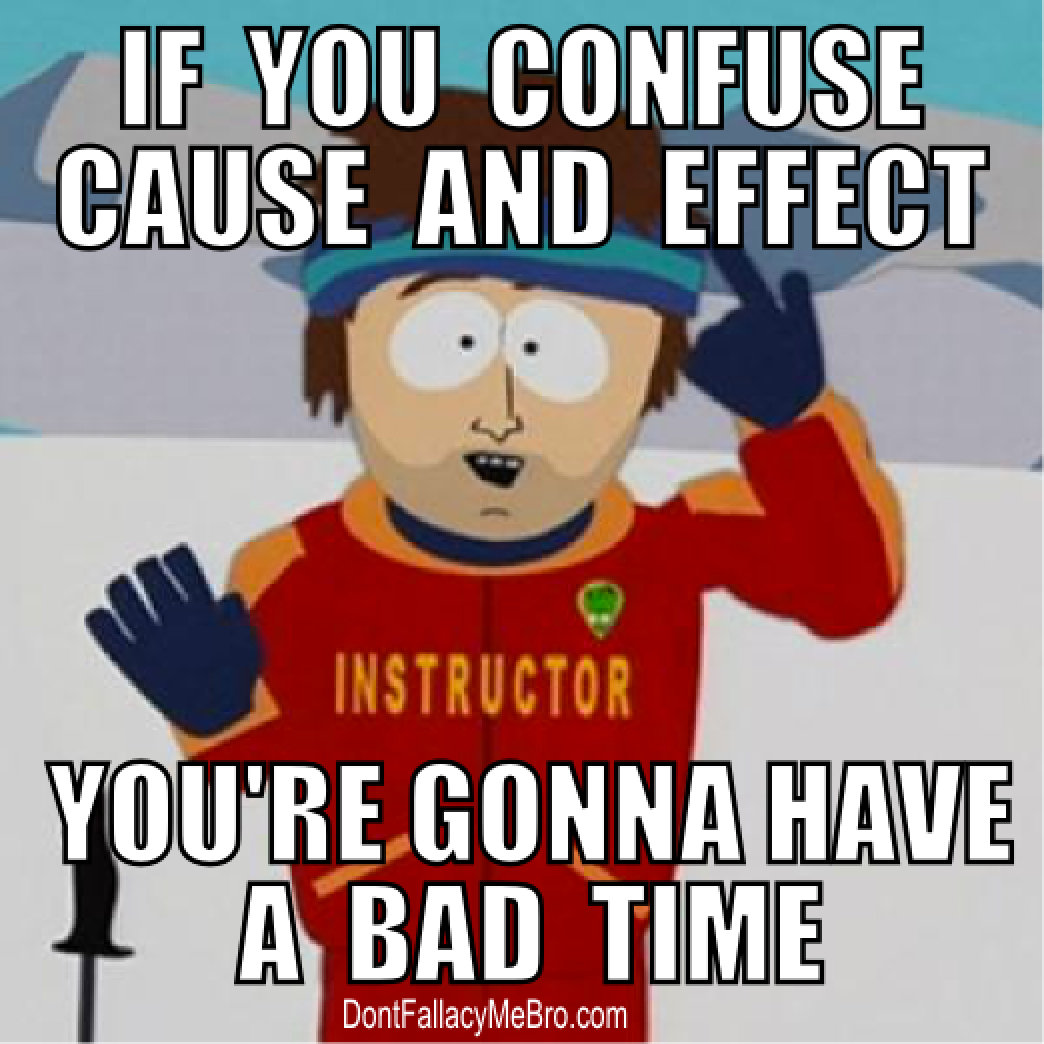 IF YOU CONFUSE
CAUSE AND EFFECT
INSTRUCTOR
YOU'RE GONNA HAVE
A BAD TIME
DontFallacyMeBro.com